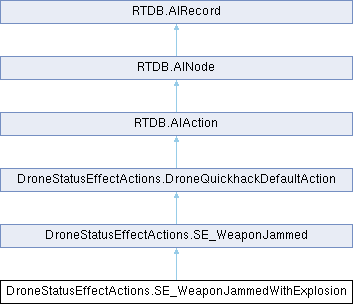 RTDB.AIRecord
RTDB.AINode
RTDB.AIAction
DroneStatusEffectActions.DroneQuickhackDefaultAction
DroneStatusEffectActions.SE_WeaponJammed
DroneStatusEffectActions.SE_WeaponJammedWithExplosion